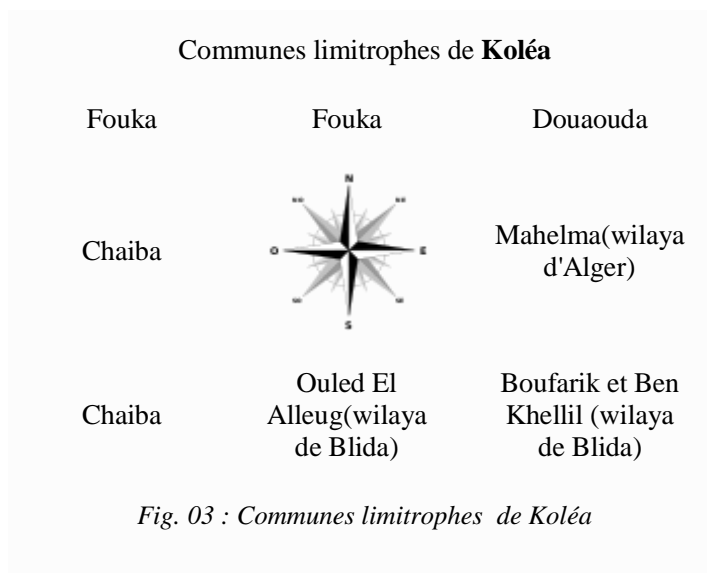 Communes limitrophes de Koléa
Fouka Fouka Douaouda
N
Chaiba
O E
Mahelma(wilaya
d'Alger)
S
Chaiba
Ouled El
Alleug(wilaya
de Blida)
Boufarik et Ben
Khellil (wilaya
de Blida)
Fig. 03 : Communes limitrophes de Koléa